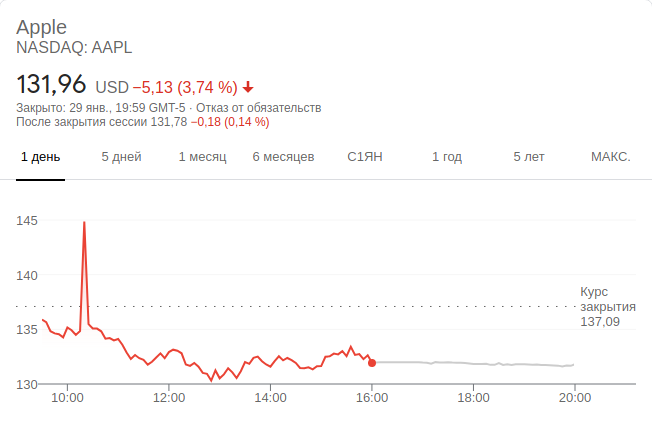 Apple
NASDAQ: AAPL
131,96 USD −5,13 (3,74 %)
Закрыто: 29 янв., 19:59 GMT-5 · Отказ от обязательств
После закрытия сессии 131,78 −0,18 (0,14 %)
1 день 5 дней 1 месяц 6 месяцев С1ЯН 1 год 5 лет МАКС.
145
140
Курс
закрытия
137,09
135
130
10:00 12:00 14:00 16:00 18:00 20:00